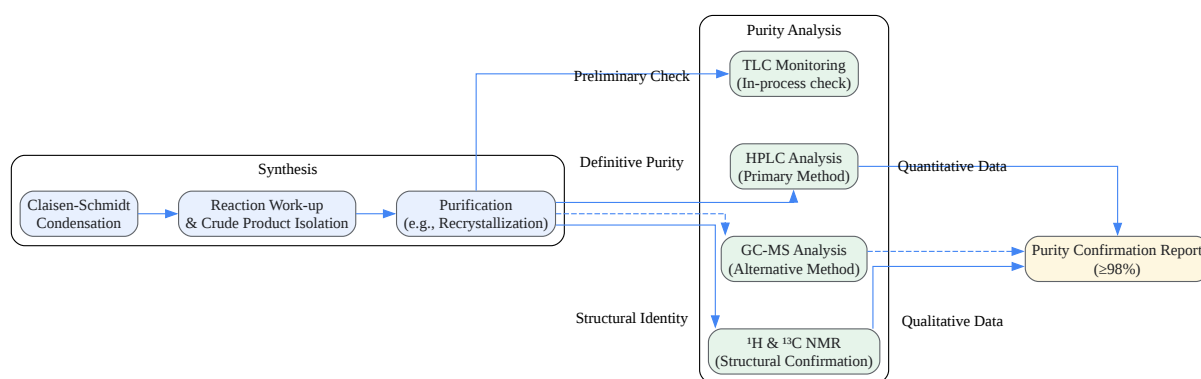 Purity Analysis
TLC Monitoring
(In-process check)
Preliminary Check
Synthesis
Definitive Purity
HPLC Analysis
(Primary Method)
Quantitative Data
Claisen-Schmidt
Condensation
Reaction Work-up
& Crude Product Isolation
Purification
(e.g., Recrystallization)
GC-MS Analysis
(Alternative Method)
Purity Confirmation Report
(≥98%)
Structural Identity
¹H & ¹³C NMR
(Structural Confirmation)
Qualitative Data